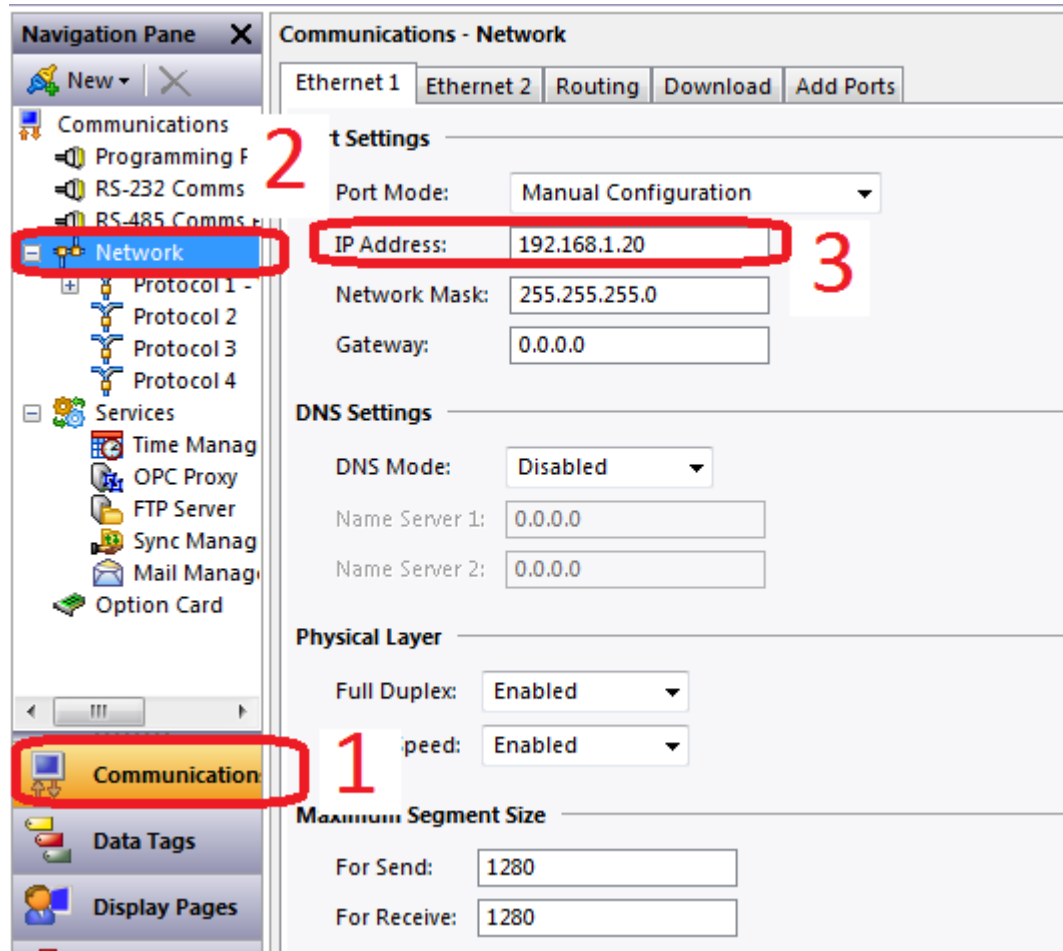 Navigation Pane
New
Communications
Programming P
RS-232 Comms
RS-485 Comms P
Network
Protocol 1 -
Protocol 2
Protocol 3
Protocol 4
Services
Time Manag
OPC Proxy
FTP Server
Sync Manag
Mail Manag
Option Card
Communication
Data Tags
Display Pages
2
1
Communications - Network
Ethernet 1 Ethernet 2 Routing Download Add Ports
t Settings
Port Mode: Manual Configuration
IP Address: 192.168.1.20
3
Network Mask: 255.255.255.0
Gateway: 0.0.0.0
DNS Settings
DNS Mode: Disabled
Name Server 1: 0.0.0.0
Name Server 2: 0.0.0.0
Physical Layer
Full Duplex: Enabled
peed: Enabled
Maximum Segment Size
For Send: 1280
For Receive: 1280